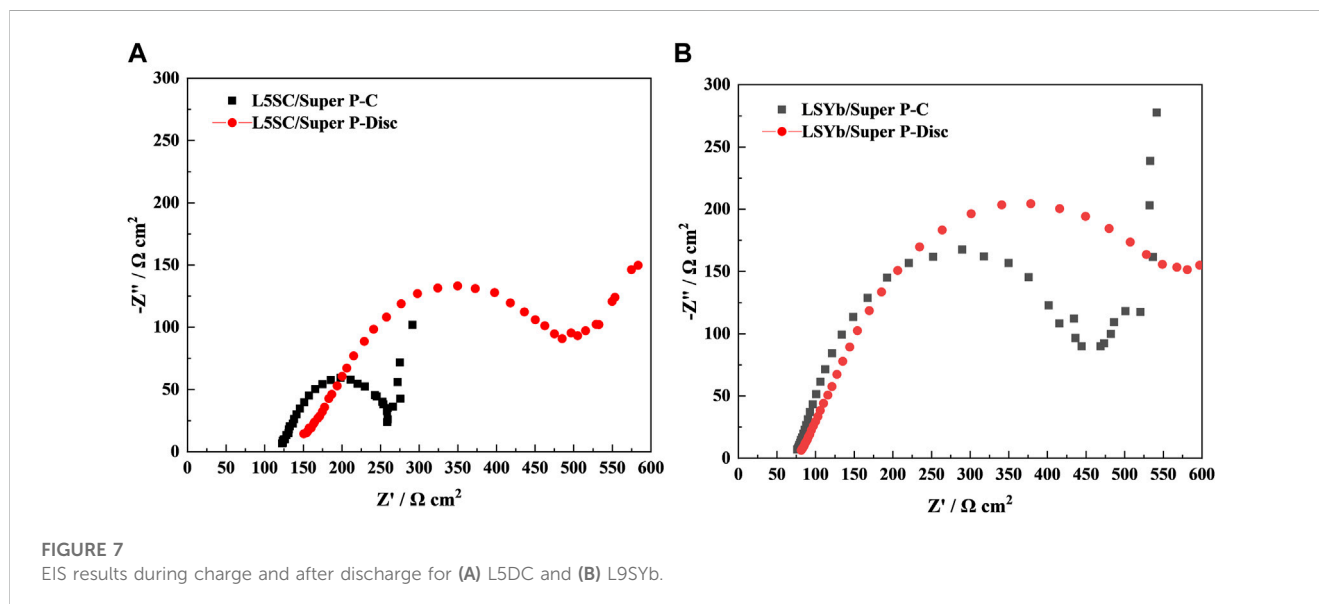 A
300
250
200
150
100
50
0
-Z" / Ω cm²
L5SC/Super P-C
L5SC/Super P-Disc
0 50 100 150 200 250 300 350 400 450 500 550 600
Z' / Ω cm²
B
300
250
200
150
100
50
0
-Z" / Ω cm²
LSYb/Super P-C
LSYb/Super P-Disc
0 50 100 150 200 250 300 350 400 450 500 550 600
Z' / Ω cm²
FIGURE 7
EIS results during charge and after discharge for (A) L5DC and (B) L9SYb.